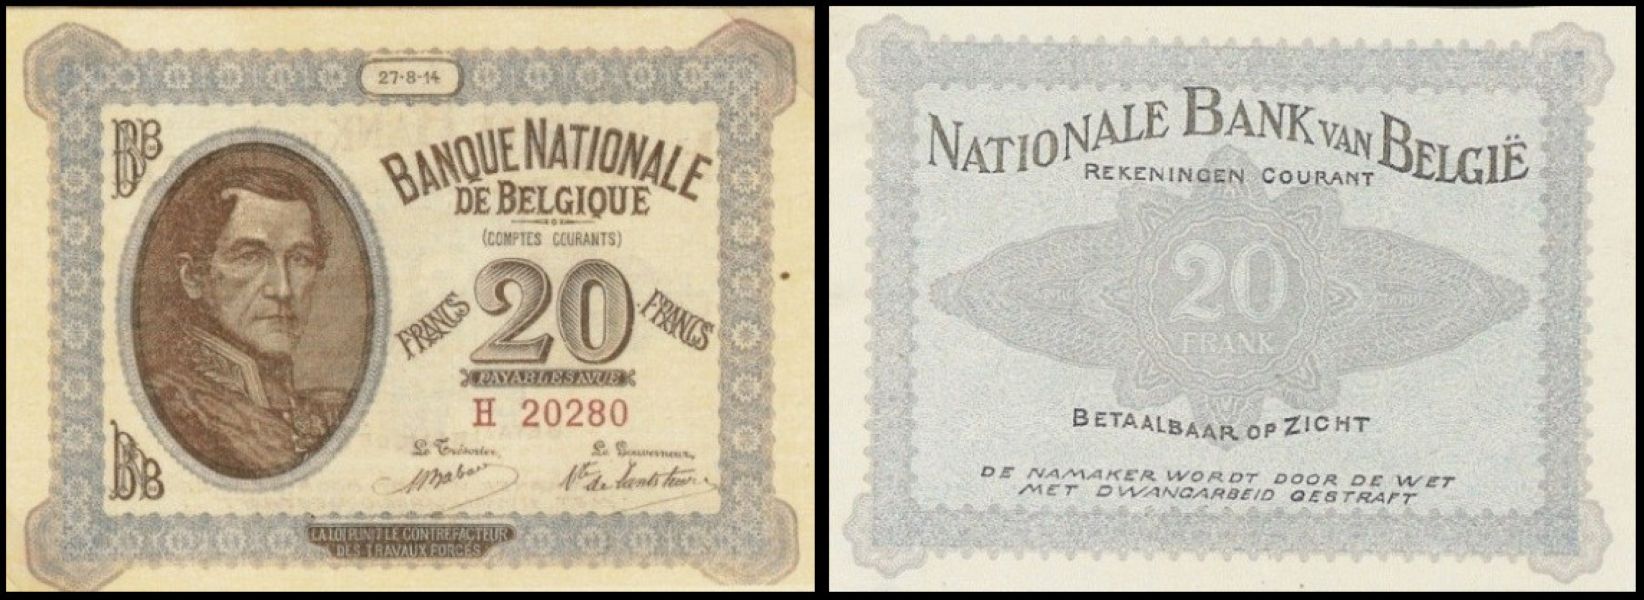 27-8-14
BNB
BANQUE NATIONALE
DE BELGIQUE
(COMPTES COURANTS)
FRANCS 20 FRANCS
PAYABLES A VUE
H 20280
Le Trésorier, Le Gouverneur,
BNB
LA LOI PUNIT LE CONTREFACTEUR
DES TRAVAUX FORCÉS
NATIONALE BANK VAN BELGIË
REKENINGEN COURANT
20
FRANK
BETAALBAAR OP ZICHT
DE NAMAKER WORDT DOOR DE WET
MET DWANGARBEID GESTRAFT